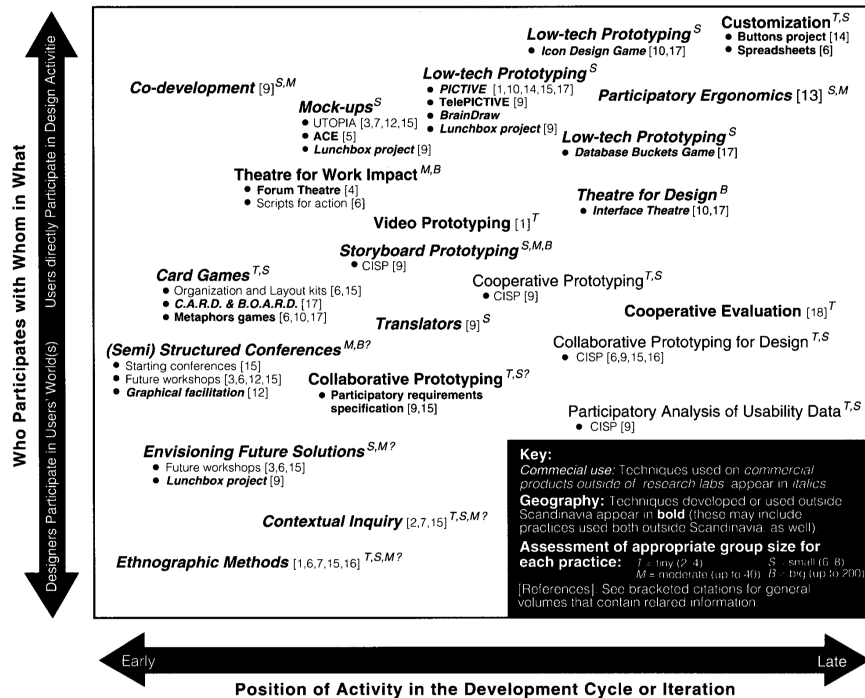 Who Participates with Whom in What
Users directly Participate in Design Activitie
Designers Participate in Users' World(s)
Low-tech Prototyping S
• Icon Design Game [10,17]
Customization T,S
• Buttons project [14]
• Spreadsheets [6]
Co-development [9] S,M
Low-tech Prototyping S
• PICTIVE [1,10,14,15,17]
• TelePICTIVE [9]
• BrainDraw
• Lunchbox project [9]
Participatory Ergonomics [13] S,M
Mock-ups S
• UTOPIA [3,7,12,15]
• ACE [5]
• Lunchbox project [9]
Low-tech Prototyping S
• Database Buckets Game [17]
Theatre for Work Impact M,B
• Forum Theatre [4]
• Scripts for action [6]
Theatre for Design B
• Interface Theatre [10,17]
Video Prototyping [1] T
Storyboard Prototyping S,M,B
• CISP [9]
Card Games T,S
• Organization and Layout kits [6,15]
• C.A.R.D. & B.O.A.R.D. [17]
• Metaphors games [6,10,17]
Cooperative Prototyping T,S
• CISP [9]
Translators [9] S
Cooperative Evaluation [18] T
(Semi) Structured Conferences M,B?
• Starting conferences [15]
• Future workshops [3,6,12,15]
• Graphical facilitation [12]
Collaborative Prototyping for Design T,S
• CISP [6,9,15,16]
Collaborative Prototyping T,S?
• Participatory requirements
specification [9,15]
Participatory Analysis of Usability Data T,S
• CISP [9]
Envisioning Future Solutions S,M?
• Future workshops [3,6,15]
• Lunchbox project [9]
Contextual Inquiry [2,7,15] T,S,M?
Ethnographic Methods [1,6,7,15,16] T,S,M?
Key:
Commecial use: Techniques used on commercial
products outside of research labs appear in italics.
Geography: Techniques developed or used outside
Scandinavia appear in bold (these may include
practices used both outside Scandinavia, as well).
Assessment of appropriate group size for
each practice: T = tiny (2-4) S = small (6-8)
M = moderate (up to 40) B = big (up to 200)
[References]: See bracketed citations for general
volumes that contain relared information.
Early
Late
Position of Activity in the Development Cycle or Iteration